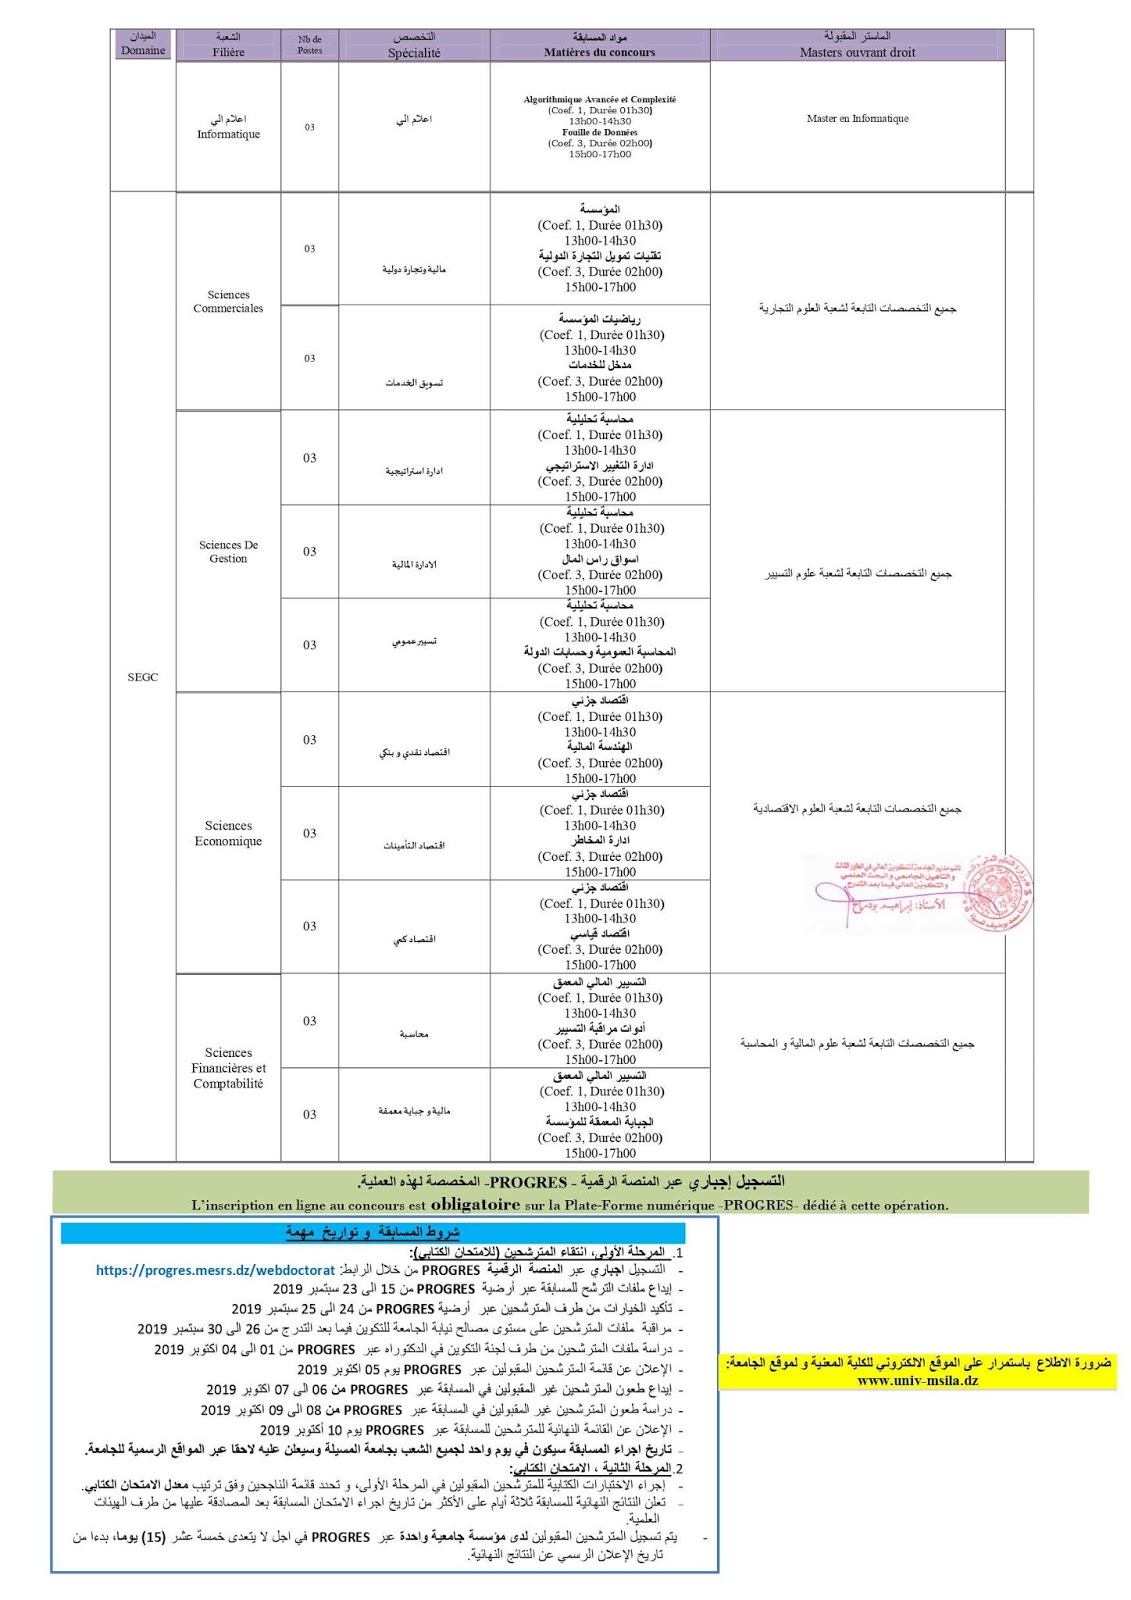 الميدان
Domaine
الشعبة
Filière
Nb de
Postes
التخصص
Spécialité
مواد المسابقة
Matières du concours
الماستر المقبولة
Masters ouvrant droit
اعلام الي
Informatique
03
اعلام الي
Algorithmique Avancée et Complexité
(Coef. 1, Durée 01h30)
13h00-14h30
Fouille de Données
(Coef. 3, Durée 02h00)
15h00-17h00
Master en Informatique
SEGC
Sciences
Commerciales
03
مالية وتجارة دولية
المؤسسة
(Coef. 1, Durée 01h30)
13h00-14h30
تقنيات تمويل التجارة الدولية
(Coef. 3, Durée 02h00)
15h00-17h00
جميع التخصصات التابعة لشعبة العلوم التجارية
03
تسويق الخدمات
رياضيات المؤسسة
(Coef. 1, Durée 01h30)
13h00-14h30
مدخل للخدمات
(Coef. 3, Durée 02h00)
15h00-17h00
Sciences De
Gestion
03
ادارة استراتيجية
محاسبة تحليلية
(Coef. 1, Durée 01h30)
13h00-14h30
ادارة التغيير الاستراتيجي
(Coef. 3, Durée 02h00)
15h00-17h00
جميع التخصصات التابعة لشعبة علوم التسيير
03
الادارة المالية
محاسبة تحليلية
(Coef. 1, Durée 01h30)
13h00-14h30
اسواق راس المال
(Coef. 3, Durée 02h00)
15h00-17h00
03
تسيير عمومي
محاسبة تحليلية
(Coef. 1, Durée 01h30)
13h00-14h30
المحاسبة العمومية وحسابات الدولة
(Coef. 3, Durée 02h00)
15h00-17h00
Sciences
Economique
03
اقتصاد نقدي و بنكي
اقتصاد جزئي
(Coef. 1, Durée 01h30)
13h00-14h30
الهندسة المالية
(Coef. 3, Durée 02h00)
15h00-17h00
جميع التخصصات التابعة لشعبة العلوم الاقتصادية
03
اقتصاد التأمينات
اقتصاد جزئي
(Coef. 1, Durée 01h30)
13h00-14h30
ادارة المخاطر
(Coef. 3, Durée 02h00)
15h00-17h00
نائب مدير الجامعة للتكوين العالي في الطور الثالث
و التأهيل الجامعي و البحث العلمي
و التكوين العالي فيما بعد التدرج
الأستاذ: إبراهيم بودماح
03
اقتصاد كمي
اقتصاد جزئي
(Coef. 1, Durée 01h30)
13h00-14h30
اقتصاد قياسي
(Coef. 3, Durée 02h00)
15h00-17h00
Sciences
Financières et
Comptabilité
03
محاسبة
التسيير المالي المعمق
(Coef. 1, Durée 01h30)
13h00-14h30
أدوات مراقبة التسيير
(Coef. 3, Durée 02h00)
15h00-17h00
جميع التخصصات التابعة لشعبة علوم المالية و المحاسبة
03
مالية و جباية معمقة
التسيير المالي المعمق
(Coef. 1, Durée 01h30)
13h00-14h30
الجباية المعمقة للمؤسسة
(Coef. 3, Durée 02h00)
15h00-17h00
التسجيل إجباري عبر المنصة الرقمية - PROGRES- المخصصة لهذه العملية.
L'inscription en ligne au concours est obligatoire sur la Plate-Forme numérique -PROGRES- dédié à cette opération.
شروط المسابقة و تواريخ مهمة
1. المرحلة الأولى، انتقاء المترشحين (للامتحان الكتابي):
- التسجيل اجباري عبر المنصة الرقمية PROGRES من خلال الرابط: https://progres.mesrs.dz/webdoctorat
- إيداع ملفات الترشح للمسابقة عبر أرضية PROGRES من 15 الى 23 سبتمبر 2019
- تأكيد الخيارات من طرف المترشحين عبر أرضية PROGRES من 24 الى 25 سبتمبر 2019
- مراقبة ملفات المترشحين على مستوى مصالح نيابة الجامعة للتكوين فيما بعد التدرج من 26 الى 30 سبتمبر 2019
- دراسة ملفات المترشحين من طرف لجنة التكوين في الدكتوراه عبر PROGRES من 01 الى 04 اكتوبر 2019
- الإعلان عن قائمة المترشحين المقبولين عبر PROGRES يوم 05 اكتوبر 2019
- إيداع طعون المترشحين غير المقبولين في المسابقة عبر PROGRES من 06 الى 07 اكتوبر 2019
- دراسة طعون المترشحين غير المقبولين في المسابقة عبر PROGRES من 08 الى 09 اكتوبر 2019
- الإعلان عن القائمة النهائية للمترشحين للمسابقة عبر PROGRES يوم 10 أكتوبر 2019
- تاريخ اجراء المسابقة سيكون في يوم واحد لجميع الشعب بجامعة المسيلة وسيعلن عليه لاحقا عبر المواقع الرسمية للجامعة.
2. المرحلة الثانية ، الامتحان الكتابي:
- إجراء الاختبارات الكتابية للمترشحين المقبولين في المرحلة الأولى، و تحدد قائمة الناجحين وفق ترتيب معدل الامتحان الكتابي.
- تعلن النتائج النهائية للمسابقة ثلاثة أيام على الأكثر من تاريخ اجراء الامتحان المسابقة بعد المصادقة عليها من طرف الهيئات
العلمية.
- يتم تسجيل المترشحين المقبولين لدى مؤسسة جامعية واحدة عبر PROGRES في اجل لا يتعدى خمسة عشر (15) يوما، بدءا من
تاريخ الإعلان الرسمي عن النتائج النهائية.
ضرورة الاطلاع باستمرار على الموقع الالكتروني للكلية المعنية و لموقع الجامعة:
www.univ-msila.dz